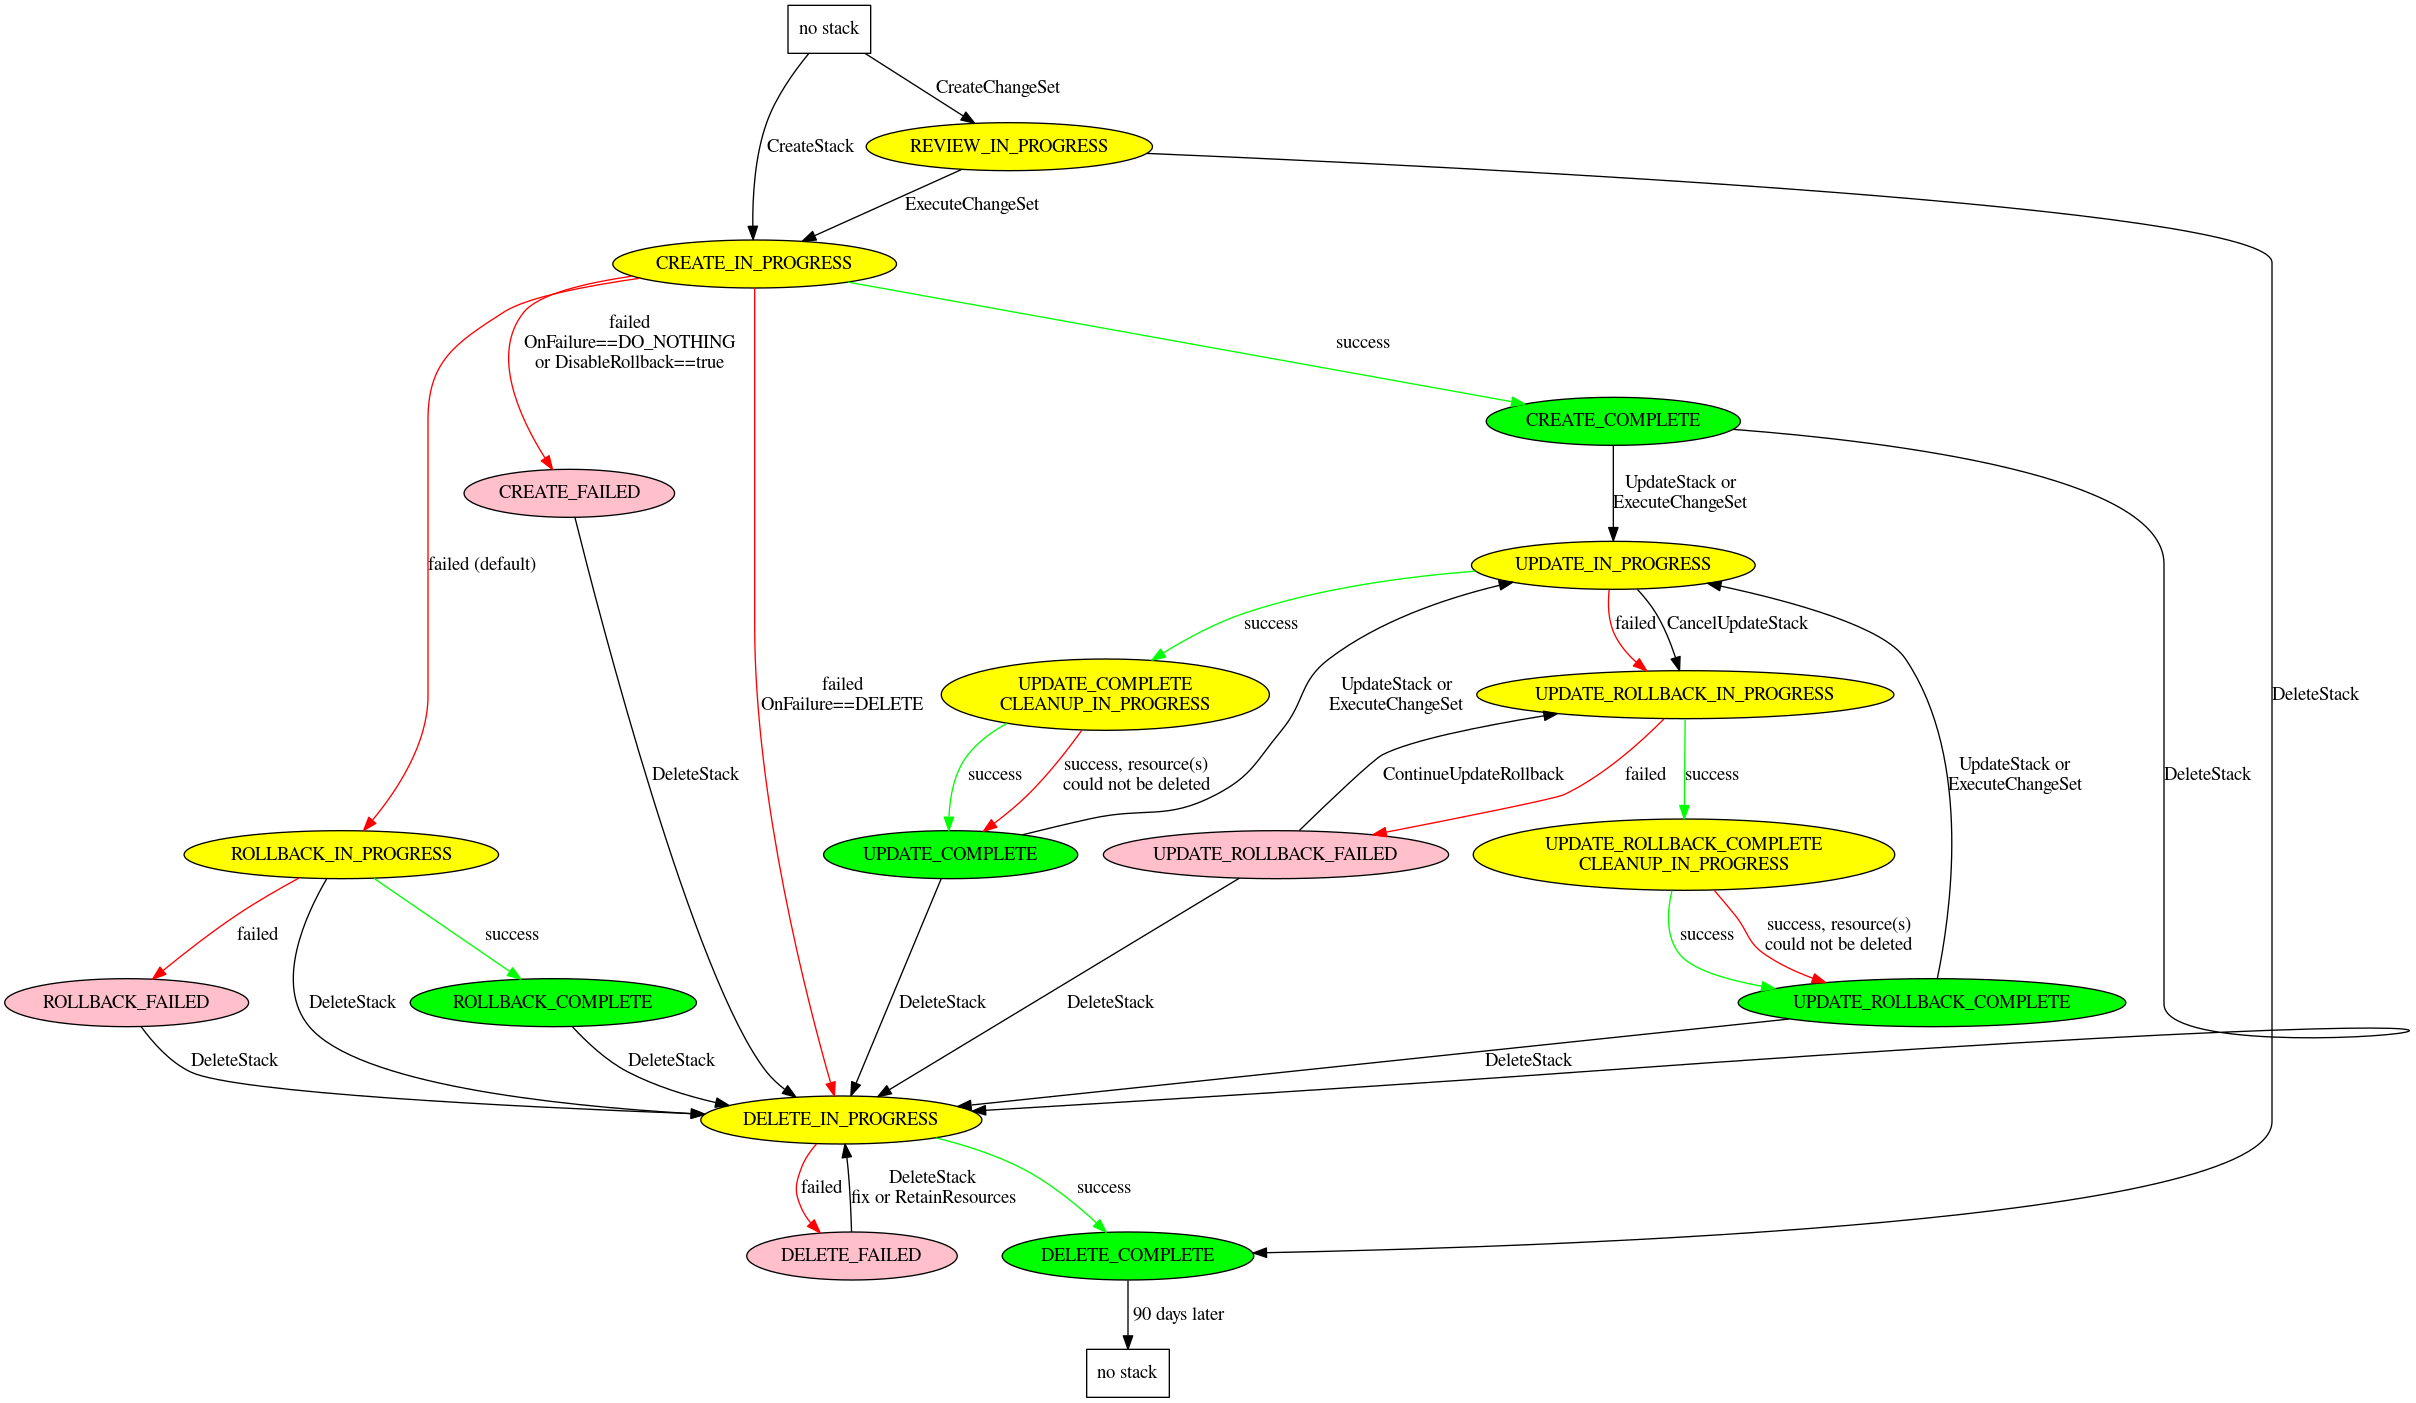 no stack
CreateChangeSet
CreateStack
REVIEW_IN_PROGRESS
ExecuteChangeSet
CREATE_IN_PROGRESS
failed
OnFailure==DO_NOTHING
or DisableRollback==true
success
CREATE_COMPLETE
CREATE_FAILED
UpdateStack or
ExecuteChangeSet
failed (default)
UPDATE_IN_PROGRESS
success
failed
CancelUpdateStack
failed
OnFailure==DELETE
UPDATE_COMPLETE
CLEANUP_IN_PROGRESS
UpdateStack or
ExecuteChangeSet
UPDATE_ROLLBACK_IN_PROGRESS
DeleteStack
DeleteStack
success
success, resource(s)
could not be deleted
ContinueUpdateRollback
failed
success
UpdateStack or
ExecuteChangeSet
DeleteStack
ROLLBACK_IN_PROGRESS
UPDATE_COMPLETE
UPDATE_ROLLBACK_FAILED
UPDATE_ROLLBACK_COMPLETE
CLEANUP_IN_PROGRESS
failed
success
success
success, resource(s)
could not be deleted
ROLLBACK_FAILED
DeleteStack
ROLLBACK_COMPLETE
DeleteStack
DeleteStack
UPDATE_ROLLBACK_COMPLETE
DeleteStack
DeleteStack
DeleteStack
DELETE_IN_PROGRESS
failed
DeleteStack
fix or RetainResources
success
DELETE_FAILED
DELETE_COMPLETE
90 days later
no stack